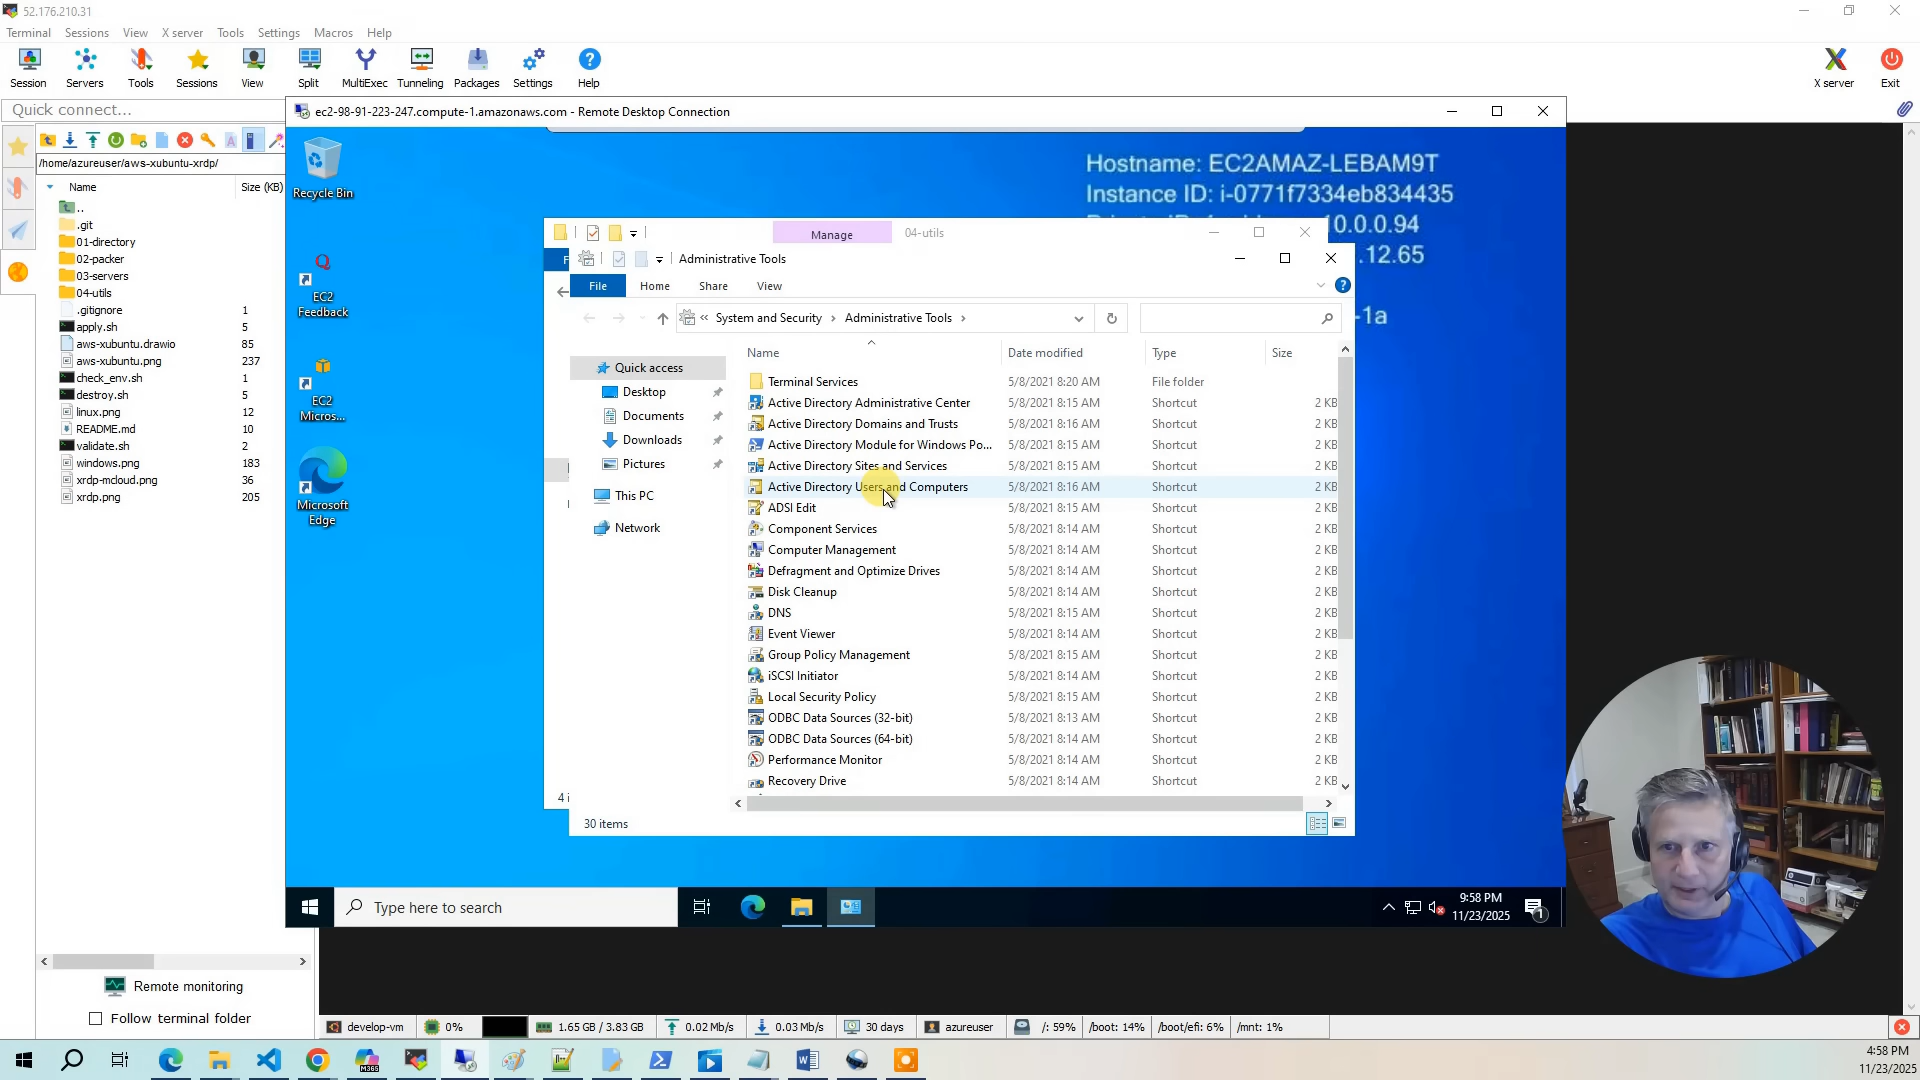 52.176.210.31
Terminal Sessions View X server Tools Settings Macros Help
Session Servers Tools Sessions View Split MultiExec Tunneling Packages Settings Help X server Exit
Quick connect...
/home/azureuser/aws-xubuntu-xrdp/
Name Size (KB)
..
.git
01-directory
02-packer
03-servers
04-utils
.gitignore 1
apply.sh 5
aws-xubuntu.drawio 85
aws-xubuntu.png 237
check_env.sh 1
destroy.sh 5
linux.png 12
README.md 10
validate.sh 2
windows.png 183
xrdp-mcloud.png 36
xrdp.png 205
Remote monitoring
Follow terminal folder
ec2-98-91-223-247.compute-1.amazonaws.com - Remote Desktop Connection
Recycle Bin
EC2
Feedback
EC2
Micros...
Microsoft
Edge
Hostname: EC2AMAZ-LEBAM9T
Instance ID: i-0771f7334eb834435
10.0.0.94
.12.65
-1a
Manage 04-utils
F
Administrative Tools
File Home Share View
« System and Security › Administrative Tools ›
Quick access
Desktop
Documents
Downloads
Pictures
This PC
Network
Name Date modified Type Size
Terminal Services 5/8/2021 8:20 AM File folder
Active Directory Administrative Center 5/8/2021 8:15 AM Shortcut 2 KB
Active Directory Domains and Trusts 5/8/2021 8:16 AM Shortcut 2 KB
Active Directory Module for Windows Po... 5/8/2021 8:15 AM Shortcut 2 KB
Active Directory Sites and Services 5/8/2021 8:15 AM Shortcut 2 KB
Active Directory Users and Computers 5/8/2021 8:16 AM Shortcut 2 KB
ADSI Edit 5/8/2021 8:15 AM Shortcut 2 KB
Component Services 5/8/2021 8:14 AM Shortcut 2 KB
Computer Management 5/8/2021 8:14 AM Shortcut 2 KB
Defragment and Optimize Drives 5/8/2021 8:14 AM Shortcut 2 KB
Disk Cleanup 5/8/2021 8:14 AM Shortcut 2 KB
DNS 5/8/2021 8:15 AM Shortcut 2 KB
Event Viewer 5/8/2021 8:14 AM Shortcut 2 KB
Group Policy Management 5/8/2021 8:15 AM Shortcut 2 KB
iSCSI Initiator 5/8/2021 8:14 AM Shortcut 2 KB
Local Security Policy 5/8/2021 8:15 AM Shortcut 2 KB
ODBC Data Sources (32-bit) 5/8/2021 8:13 AM Shortcut 2 KB
ODBC Data Sources (64-bit) 5/8/2021 8:14 AM Shortcut 2 KB
Performance Monitor 5/8/2021 8:14 AM Shortcut 2 KB
Recovery Drive 5/8/2021 8:14 AM Shortcut 2 KB
4 i
30 items
Type here to search
9:58 PM
11/23/2025
1
develop-vm 0% 1.65 GB / 3.83 GB 0.02 Mb/s 0.03 Mb/s 30 days azureuser /: 59% /boot: 14% /boot/efi: 6% /mnt: 1%
M365
4:58 PM
11/23/2025